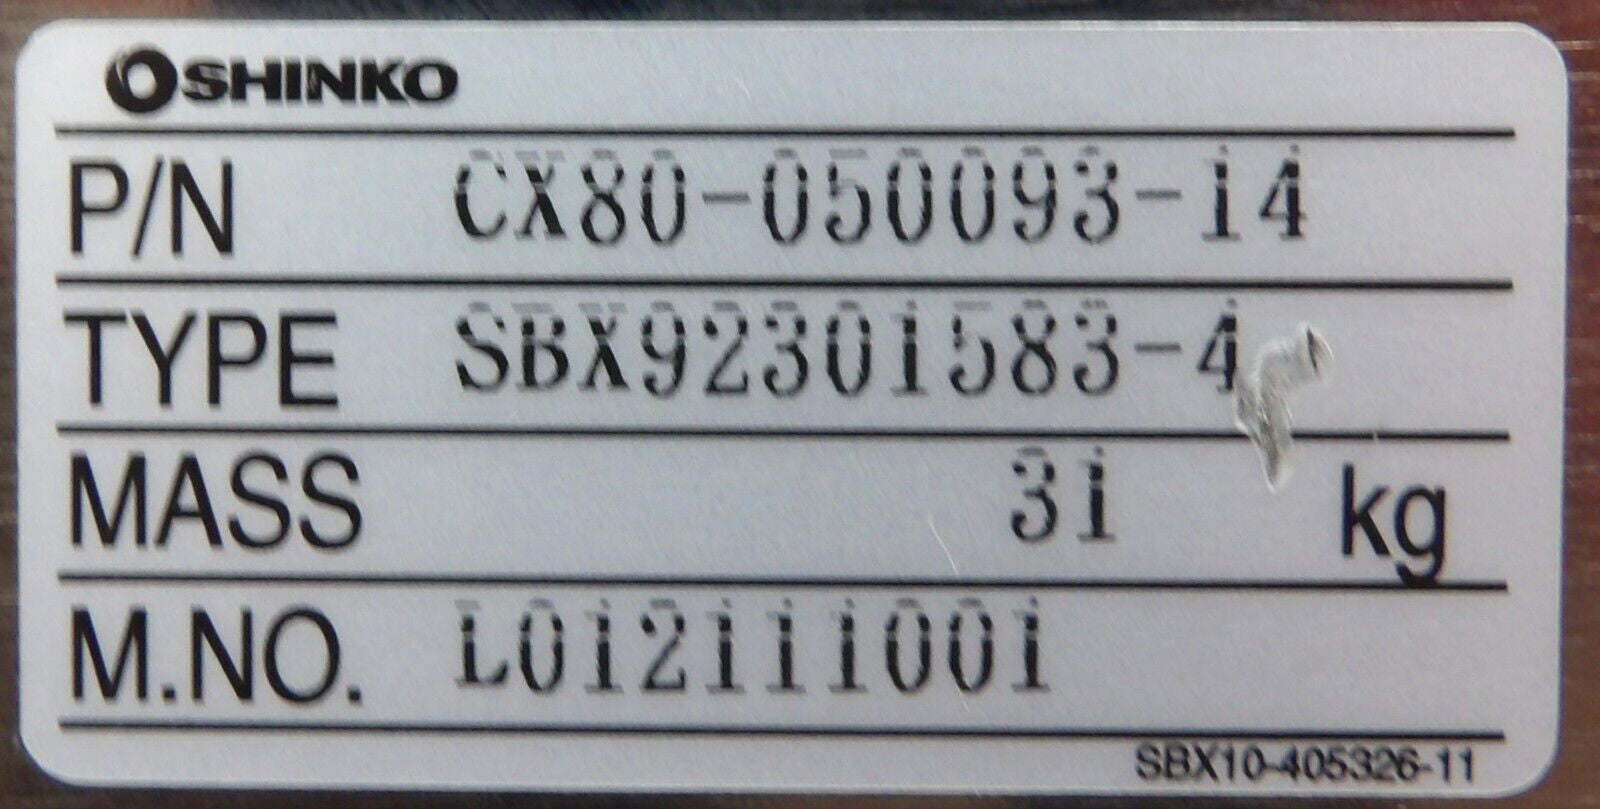 SHINKO
P/N CX80-050093-14
TYPE SBX92301583-4
MASS 31 kg
M.NO. L012111001
SBX10-405326-11